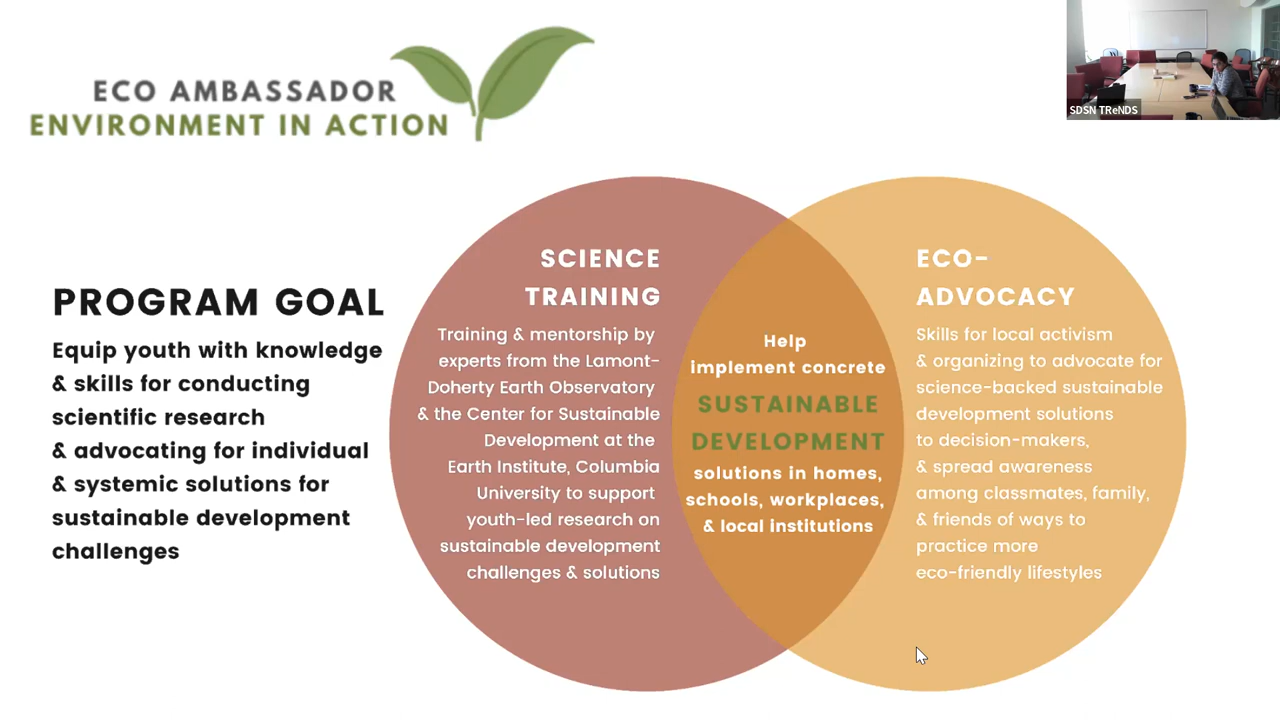 ECO AMBASSADOR
ENVIRONMENT IN ACTION
SDSN TReNDS
PROGRAM GOAL
Equip youth with knowledge
& skills for conducting
scientific research
& advocating for individual
& systemic solutions for
sustainable development
challenges
SCIENCE
TRAINING
Training & mentorship by
experts from the Lamont-
Doherty Earth Observatory
& the Center for Sustainable
Development at the
Earth Institute, Columbia
University to support
youth-led research on
sustainable development
challenges & solutions
Help
implement concrete
SUSTAINABLE
DEVELOPMENT
solutions in homes,
schools, workplaces,
& local institutions
ECO-
ADVOCACY
Skills for local activism
& organizing to advocate for
science-backed sustainable
development solutions
to decision-makers,
& spread awareness
among classmates, family,
& friends of ways to
practice more
eco-friendly lifestyles